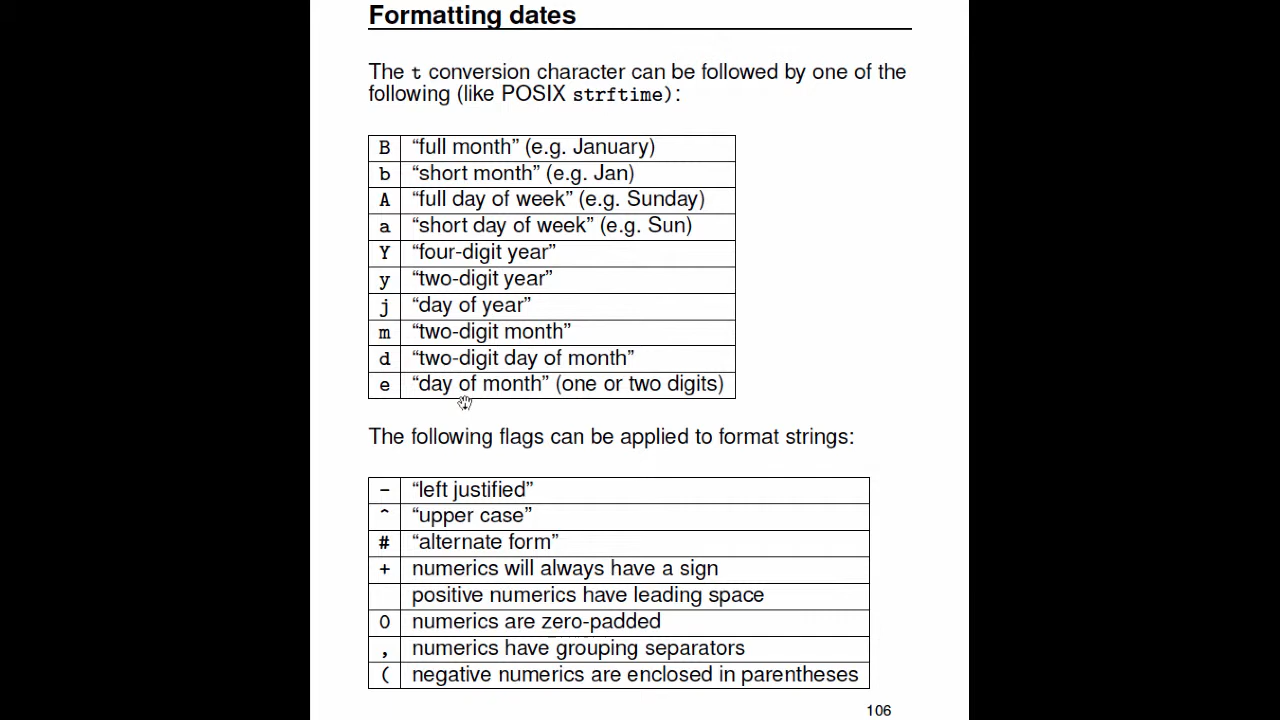 Formatting dates
The t conversion character can be followed by one of the
following (like POSIX strftime):
B “full month” (e.g. January)
b “short month” (e.g. Jan)
A “full day of week” (e.g. Sunday)
a “short day of week” (e.g. Sun)
Y “four-digit year”
y “two-digit year”
j “day of year”
m “two-digit month”
d “two-digit day of month”
e “day of month” (one or two digits)
The following flags can be applied to format strings:
- “left justified”
^ “upper case”
# “alternate form”
+ numerics will always have a sign
positive numerics have leading space
0 numerics are zero-padded
, numerics have grouping separators
( negative numerics are enclosed in parentheses
106